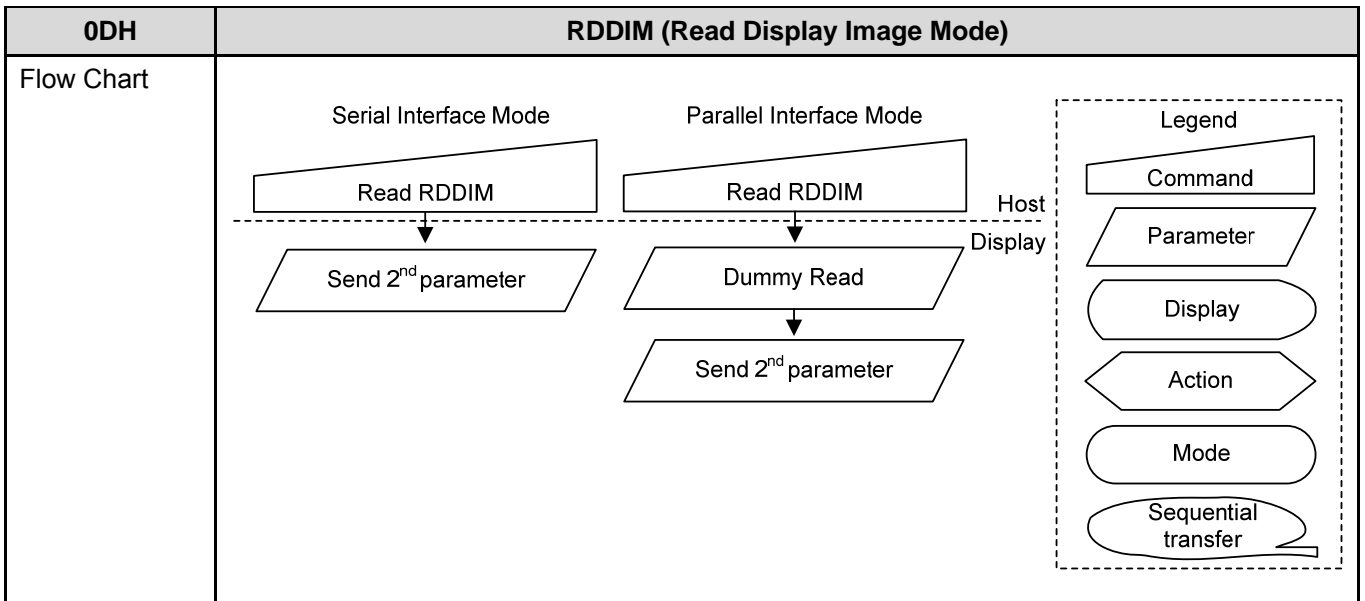 0DH
RDDIM (Read Display Image Mode)
Flow Chart
Serial Interface Mode
Read RDDIM
Send 2nd parameter
Parallel Interface Mode
Read RDDIM
Host
Display
Dummy Read
Send 2nd parameter
Legend
Command
Parameter
Display
Action
Mode
Sequential
transfer